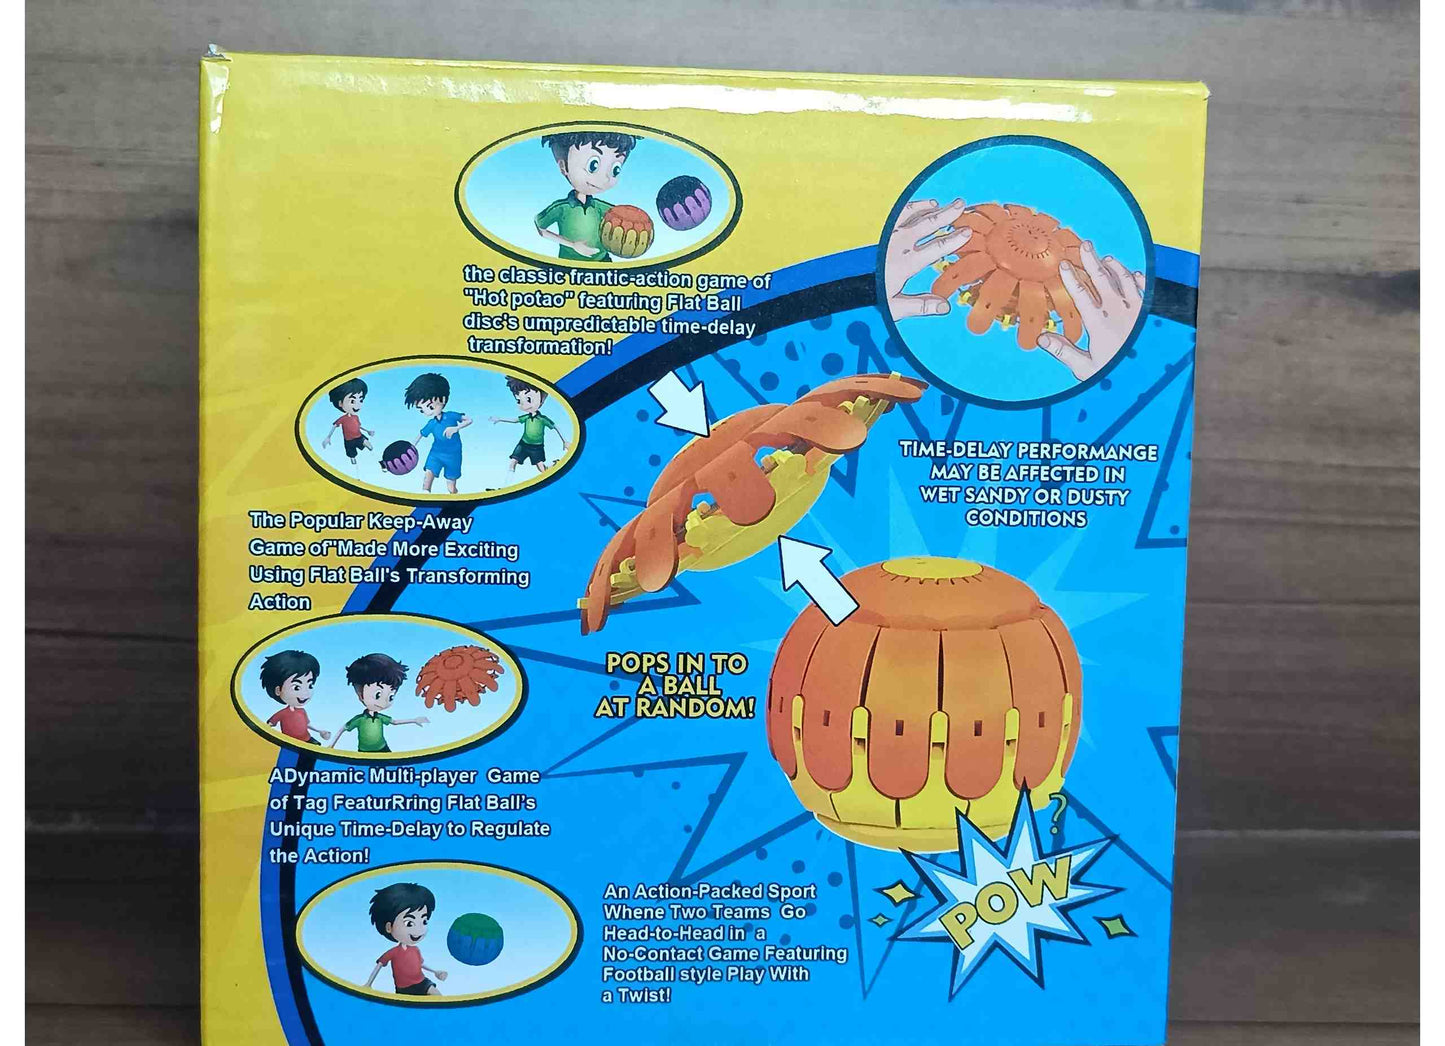 the classic frantic-action game of
"Hot potao" featuring Flat Ball
disc's umpredictable time-delay
transformation!
The Popular Keep-Away
Game of"Made More Exciting
Using Flat Ball's Transforming
Action
TIME-DELAY PERFORMANGE
MAY BE AFFECTED IN
WET SANDY OR DUSTY
CONDITIONS
POPS IN TO
A BALL
AT RANDOM!
ADynamic Multi-player Game
of Tag FeaturRring Flat Ball's
Unique Time-Delay to Regulate
the Action!
?
POW
An Action-Packed Sport
Whene Two Teams Go
Head-to-Head in a
No-Contact Game Featuring
Football style Play With
a Twist!